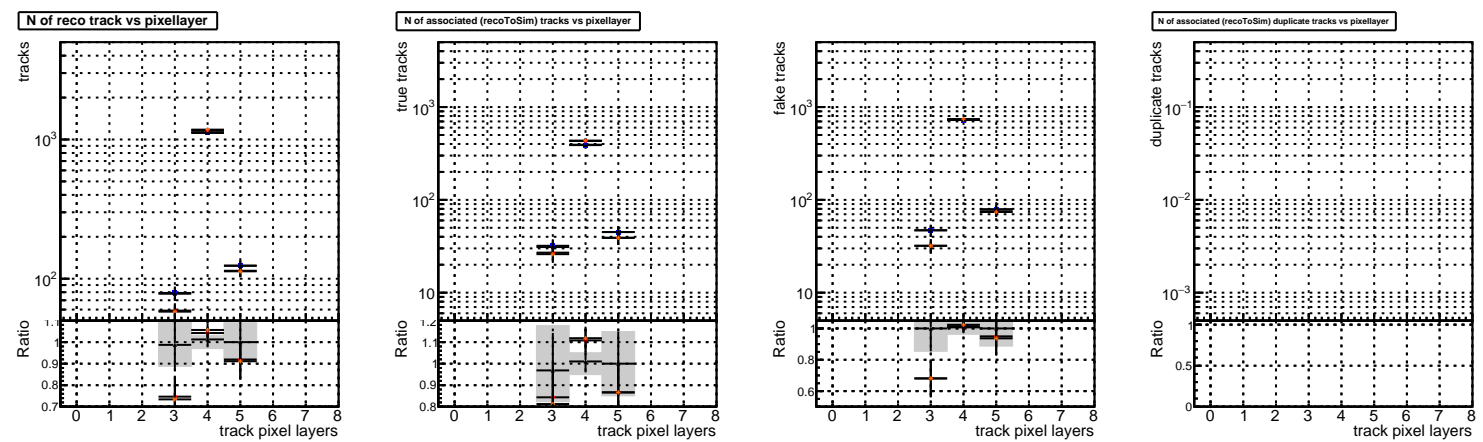 N of reco track vs pixellayer
tracks
10³
10²
Ratio
1.1
1
0.9
0.8
0.7
0 1 2 3 4 5 6 7 8
track pixel layers
N of associated (recoToSim) tracks vs pixellayer
true tracks
10³
10²
10
Ratio
1.2
1.1
1
0.9
0.8
0 1 2 3 4 5 6 7 8
track pixel layers
fake tracks
10³
10²
10
Ratio
1
0.8
0.6
0 1 2 3 4 5 6 7 8
track pixel layers
N of associated (recoToSim) duplicate tracks vs pixellayer
duplicate tracks
10⁻¹
10⁻²
10⁻³
Ratio
1
0.5
0
0 1 2 3 4 5 6 7 8
track pixel layers